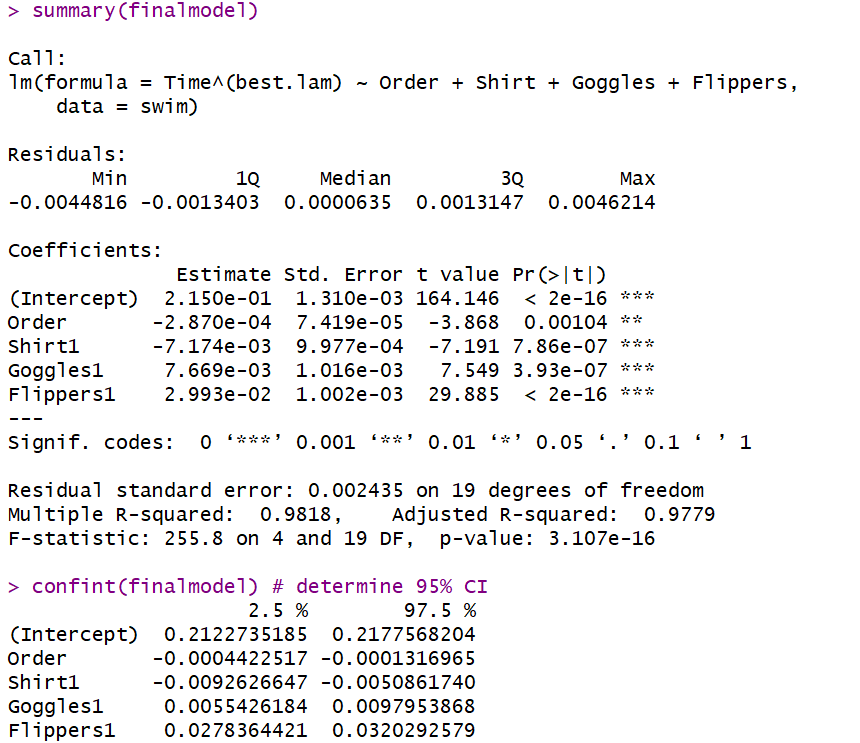 > summary(finalmodel)
Call:
lm(formula = Time^(best.lam) ~ Order + Shirt + Goggles + Flippers,
    data = swim)
Residuals:
       Min         1Q     Median         3Q        Max
-0.0044816 -0.0013403  0.0000635  0.0013147  0.0046214
Coefficients:
              Estimate Std. Error t value Pr(>|t|)
(Intercept)  2.150e-01  1.310e-03 164.146  < 2e-16 ***
Order       -2.870e-04  7.419e-05  -3.868  0.00104 **
Shirt1      -7.174e-03  9.977e-04  -7.191 7.86e-07 ***
Goggles1     7.669e-03  1.016e-03   7.549 3.93e-07 ***
Flippers1    2.993e-02  1.002e-03  29.885  < 2e-16 ***
---
Signif. codes:  0 ‘***’ 0.001 ‘**’ 0.01 ‘*’ 0.05 ‘.’ 0.1 ‘ ’ 1
Residual standard error: 0.002435 on 19 degrees of freedom
Multiple R-squared:  0.9818,    Adjusted R-squared:  0.9779
F-statistic: 255.8 on 4 and 19 DF,  p-value: 3.107e-16
> confint(finalmodel) # determine 95% CI
                    2.5 %        97.5 %
(Intercept)  0.2122735185  0.2177568204
Order       -0.0004422517 -0.0001316965
Shirt1      -0.0092626647 -0.0050861740
Goggles1     0.0055426184  0.0097953868
Flippers1    0.0278364421  0.0320292579